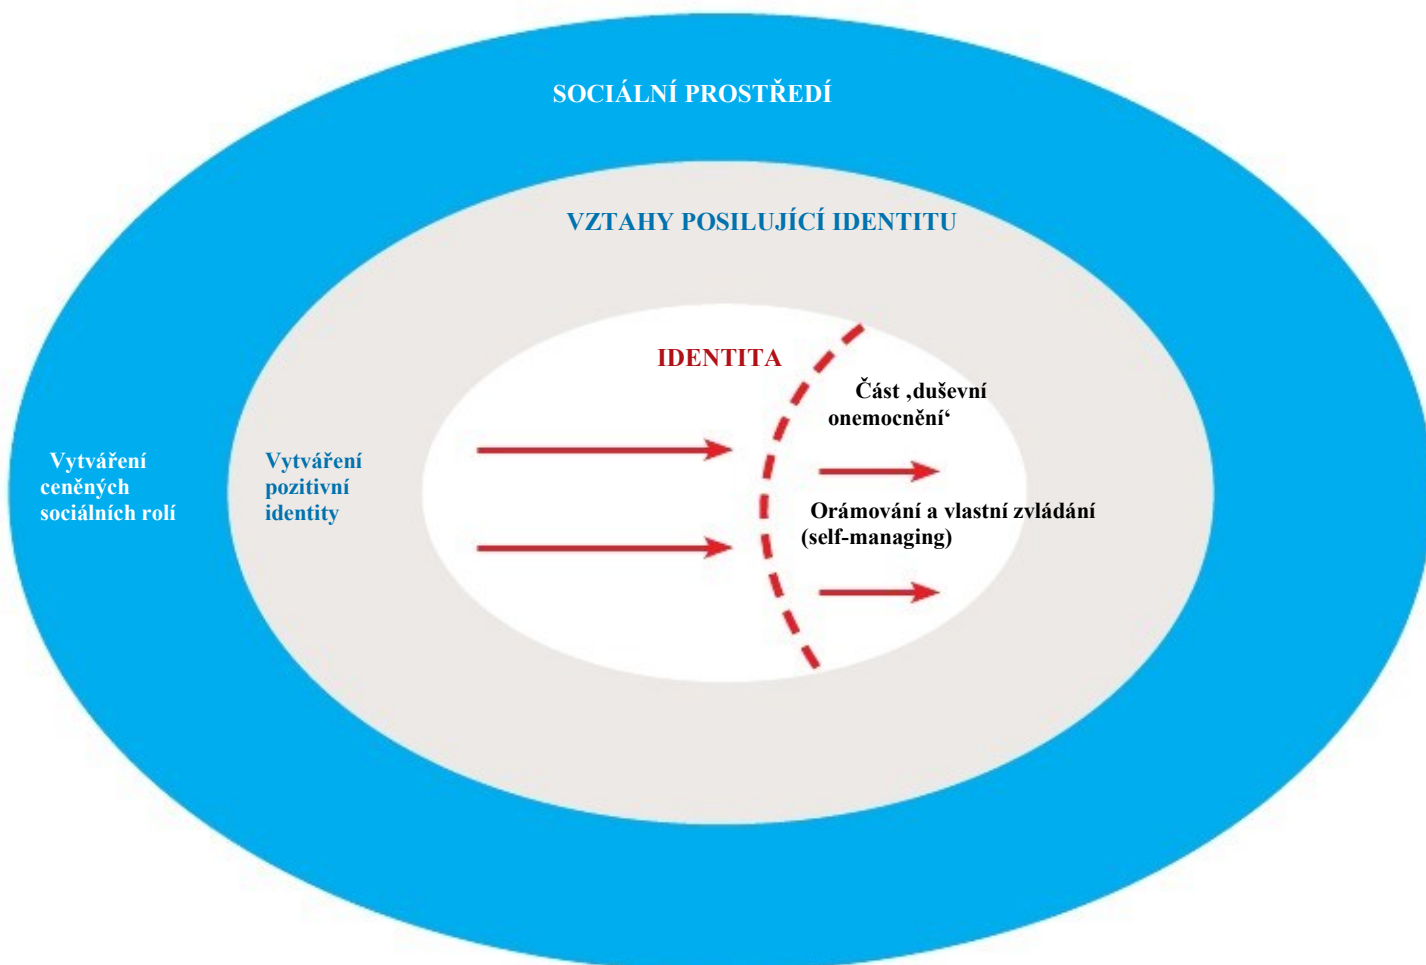 SOCIÁLNÍ PROSTŘEDÍ
VZTAHY POSILUJÍCÍ IDENTITU
IDENTITA
Část ‚duševní
onemocnění‘
Vytváření
ceněných
sociálních rolí
Vytváření
pozitivní
identity
Orámování a vlastní zvládání
(self-managing)